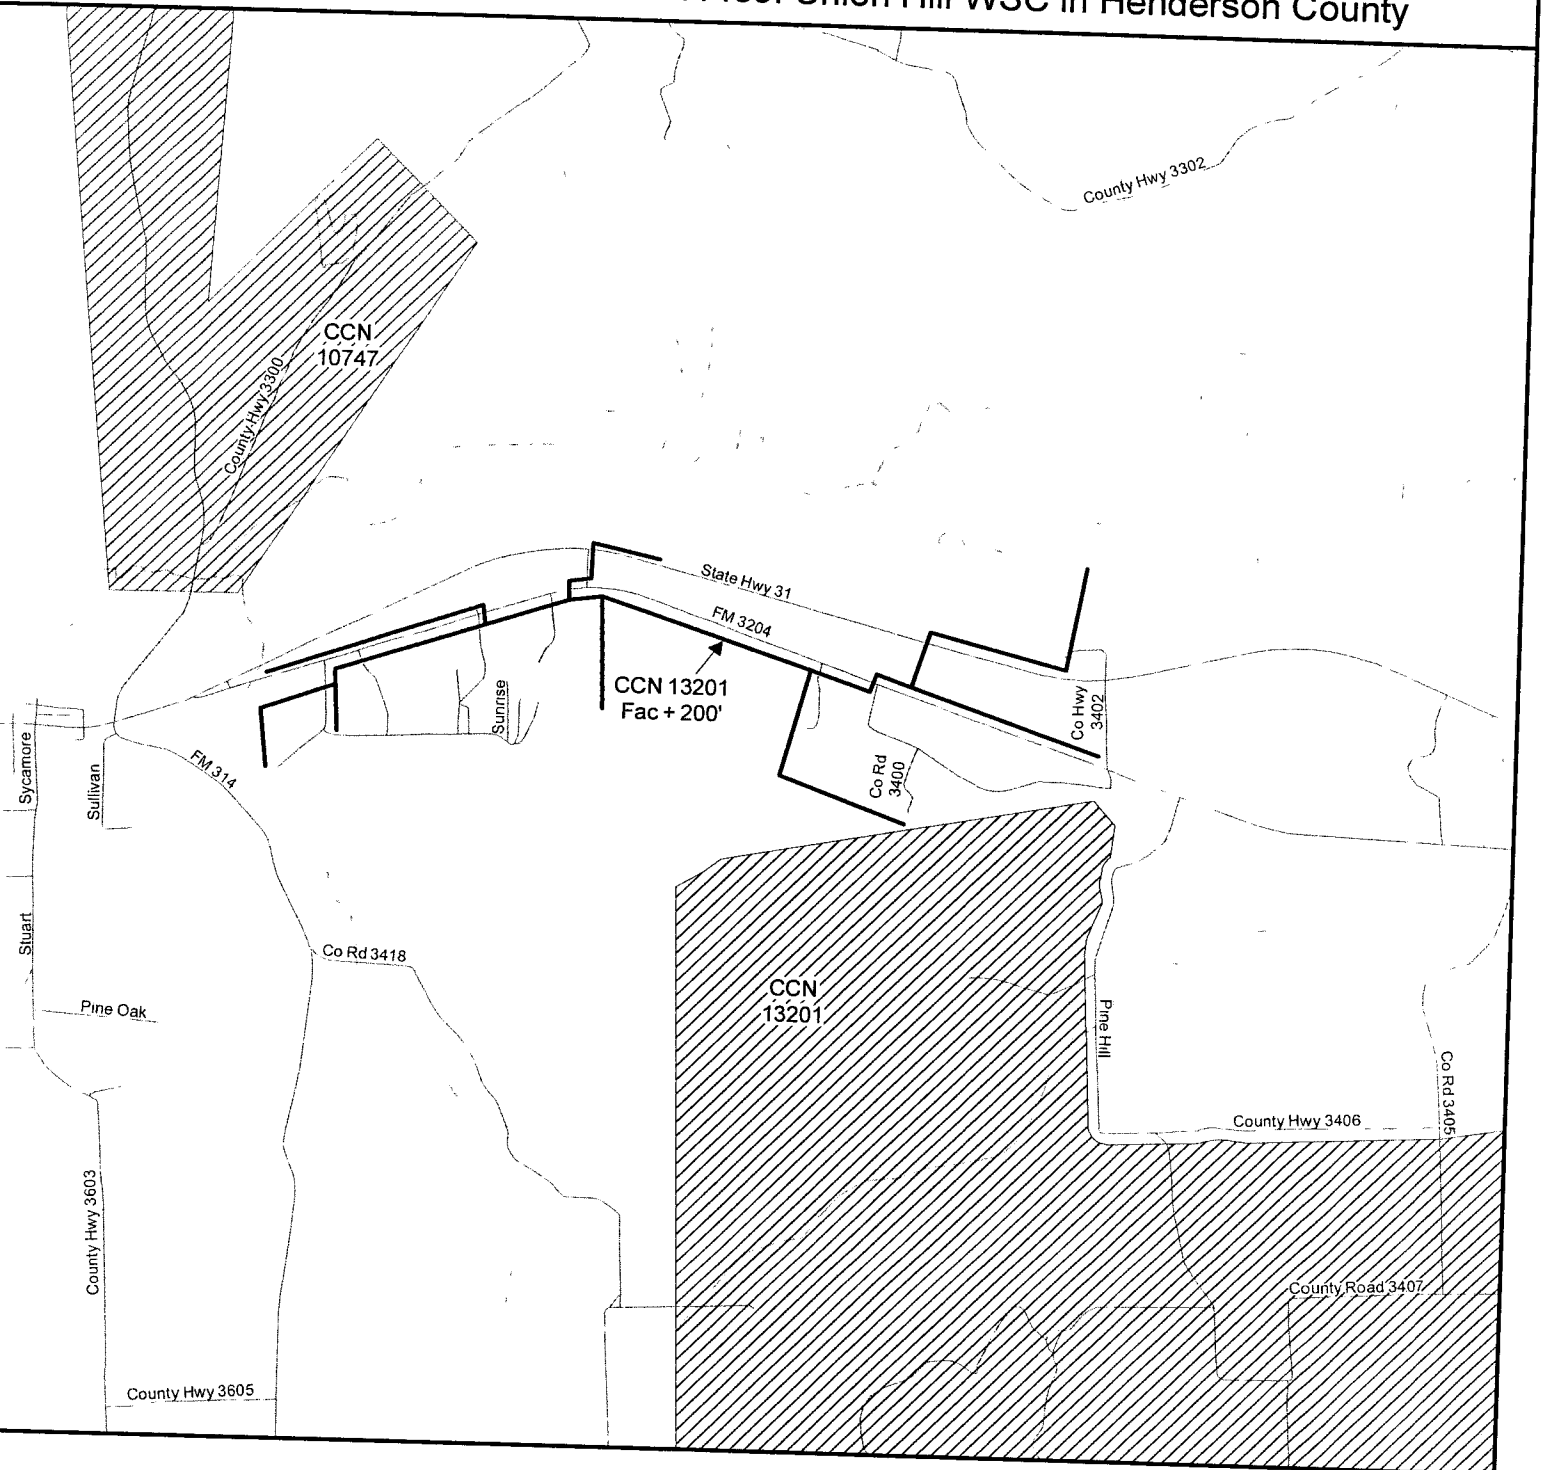 Union Hill WSC in Henderson County
County Hwy 3302
CCN
10747
County Hwy 3300
State Hwy 31
FM 3204
CCN 13201
Fac + 200'
Sunrise
Co Hwy
3402
Co Rd
3400
Sycamore
Sullivan
FM 314
Stuart
Co Rd 3418
Pine Oak
CCN
13201
Pine Hill
Co Rd 3405
County Hwy 3406
County Hwy 3603
County Road 3407
County Hwy 3605